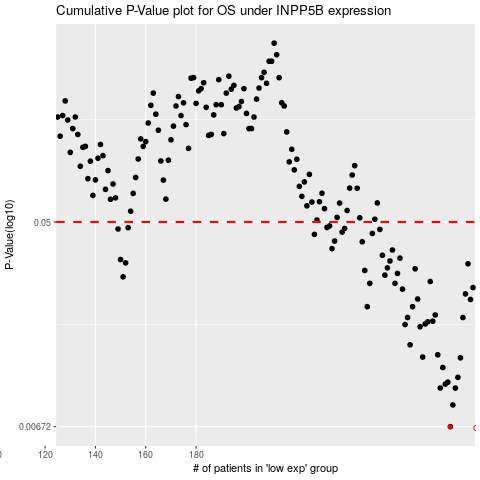 Cumulative P-Value plot for OS under INPP5B expression
P-Value(log10)
0.05
0.00672
120 140 160 180
# of patients in 'low exp' group